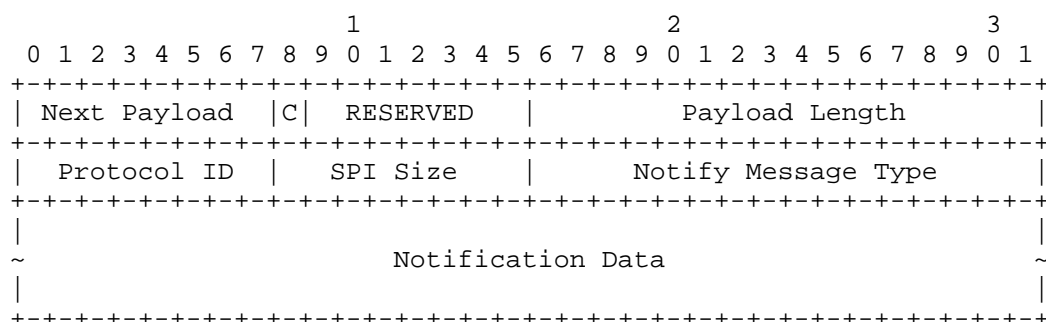 1                   2                   3
 0 1 2 3 4 5 6 7 8 9 0 1 2 3 4 5 6 7 8 9 0 1 2 3 4 5 6 7 8 9 0 1
+-+-+-+-+-+-+-+-+-+-+-+-+-+-+-+-+-+-+-+-+-+-+-+-+-+-+-+-+-+-+-+-+
| Next Payload  |C|  RESERVED   |         Payload Length        |
+-+-+-+-+-+-+-+-+-+-+-+-+-+-+-+-+-+-+-+-+-+-+-+-+-+-+-+-+-+-+-+-+
|  Protocol ID  |   SPI Size    |      Notify Message Type      |
+-+-+-+-+-+-+-+-+-+-+-+-+-+-+-+-+-+-+-+-+-+-+-+-+-+-+-+-+-+-+-+-+
|                                                               |
~                       Notification Data                       ~
|                                                               |
+-+-+-+-+-+-+-+-+-+-+-+-+-+-+-+-+-+-+-+-+-+-+-+-+-+-+-+-+-+-+-+-+